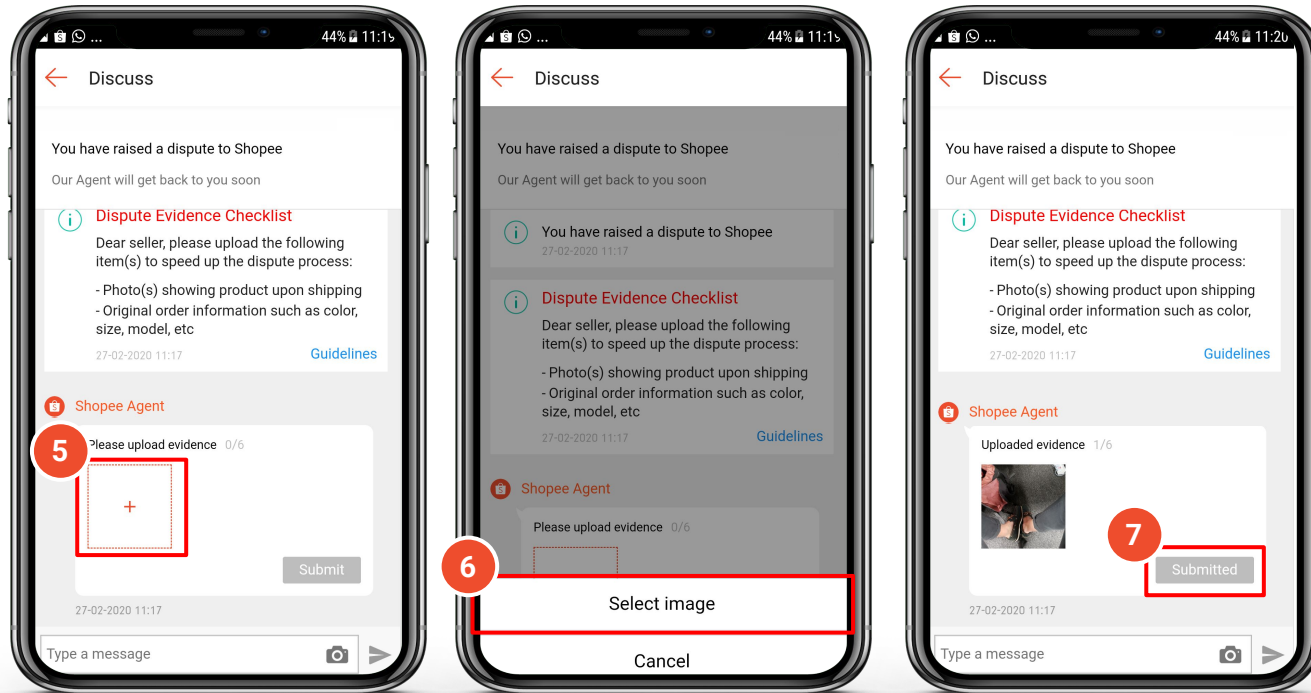 ... 44% 11:19
Discuss
You have raised a dispute to Shopee
Our Agent will get back to you soon
Dispute Evidence Checklist
Dear seller, please upload the following
item(s) to speed up the dispute process:
- Photo(s) showing product upon shipping
- Original order information such as color,
size, model, etc
27-02-2020 11:17 Guidelines
Shopee Agent
5
Please upload evidence 0/6
+
Submit
27-02-2020 11:17
Type a message
... 44% 11:19
Discuss
You have raised a dispute to Shopee
Our Agent will get back to you soon
You have raised a dispute to Shopee
27-02-2020 11:17
Dispute Evidence Checklist
Dear seller, please upload the following
item(s) to speed up the dispute process:
- Photo(s) showing product upon shipping
- Original order information such as color,
size, model, etc
27-02-2020 11:17 Guidelines
Shopee Agent
Please upload evidence 0/6
6
Select image
Cancel
... 44% 11:20
Discuss
You have raised a dispute to Shopee
Our Agent will get back to you soon
Dispute Evidence Checklist
Dear seller, please upload the following
item(s) to speed up the dispute process:
- Photo(s) showing product upon shipping
- Original order information such as color,
size, model, etc
27-02-2020 11:17 Guidelines
Shopee Agent
Uploaded evidence 1/6
7
Submitted
27-02-2020 11:17
Type a message